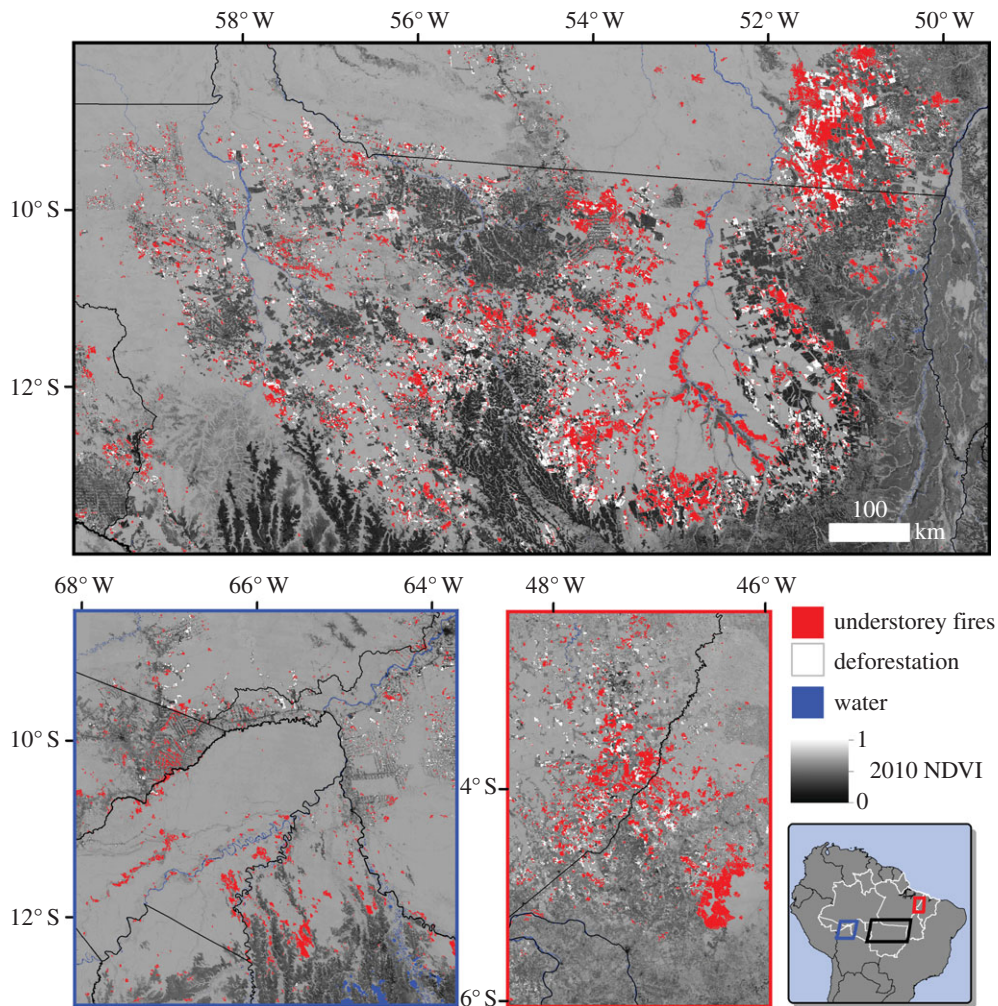 58° W 56° W 54° W 52° W 50° W
10° S
12° S
100
km
68° W 66° W 64° W
10° S
12° S
48° W 46° W
4° S
6° S
understorey fires
deforestation
water
1
2010 NDVI
0